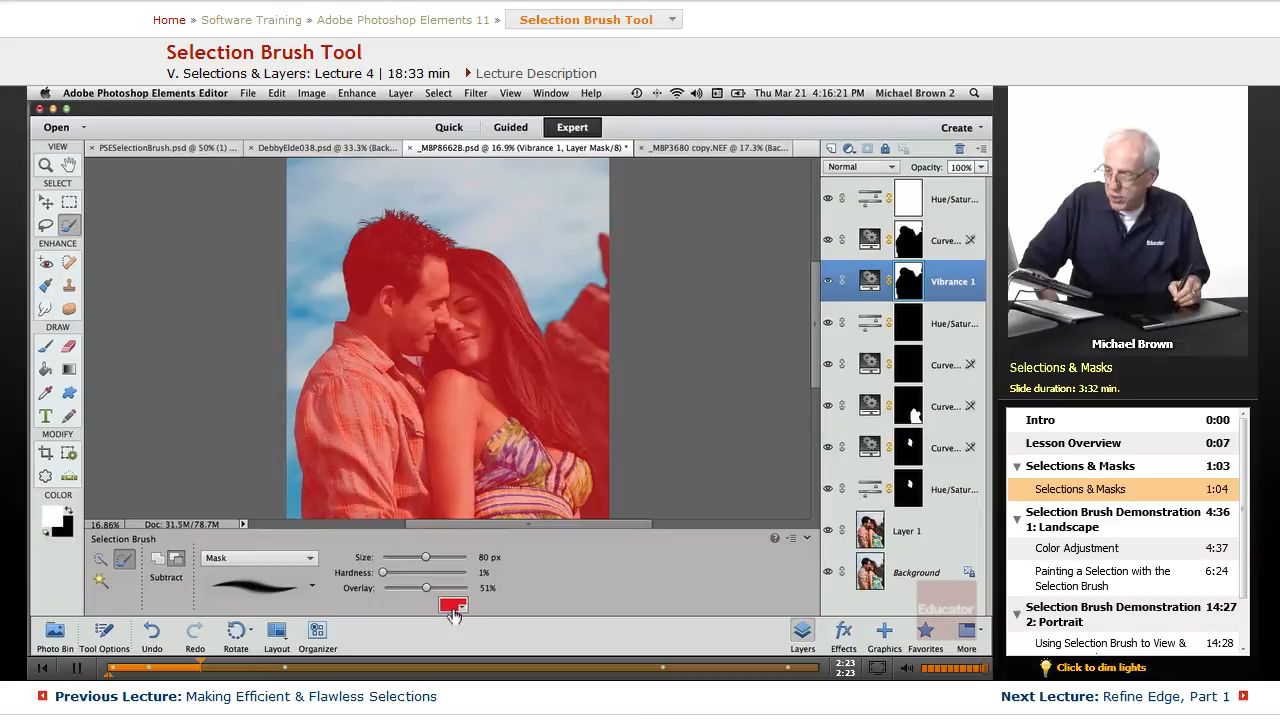 Home » Software Training » Adobe Photoshop Elements 11 » Selection Brush Tool
Selection Brush Tool
V. Selections & Layers: Lecture 4 | 18:33 min Lecture Description
Adobe Photoshop Elements Editor File Edit Image Enhance Layer Select Filter View Window Help Thu Mar 21 4:16:21 PM Michael Brown 2
Open Quick Guided Expert Create
VIEW × PSESelectionBrush.psd @ 50% (1) ... × DebbyElde038.psd @ 33.3% (Back... × _MBP8662B.psd @ 16.9% (Vibrance 1, Layer Mask/8) * × _MBP3680 copy.NEF @ 17.3% (Bac...
Normal Opacity: 100%
SELECT
Hue/Satur...
ENHANCE
Curve...
Vibrance 1
DRAW
Hue/Satur...
Curve...
Curve...
T
MODIFY
Curve...
COLOR
Hue/Satur...
Layer 1
Background
16.86% Doc: 31.5M/78.7M
Selection Brush
Mask
Subtract
Size: 80 px
Hardness: 1%
Overlay: 51%
Educator
Photo Bin Tool Options Undo Redo Rotate Layout Organizer Layers fx Effects Graphics Favorites More
2:23
2:23
Educator
Michael Brown
Selections & Masks
Slide duration: 3:32 min.
Intro 0:00
Lesson Overview 0:07
Selections & Masks 1:03
Selections & Masks 1:04
Selection Brush Demonstration 1: Landscape 4:36
Color Adjustment 4:37
Painting a Selection with the Selection Brush 6:24
Selection Brush Demonstration 2: Portrait 14:27
Using Selection Brush to View & 14:28
Click to dim lights
Previous Lecture: Making Efficient & Flawless Selections
Next Lecture: Refine Edge, Part 1